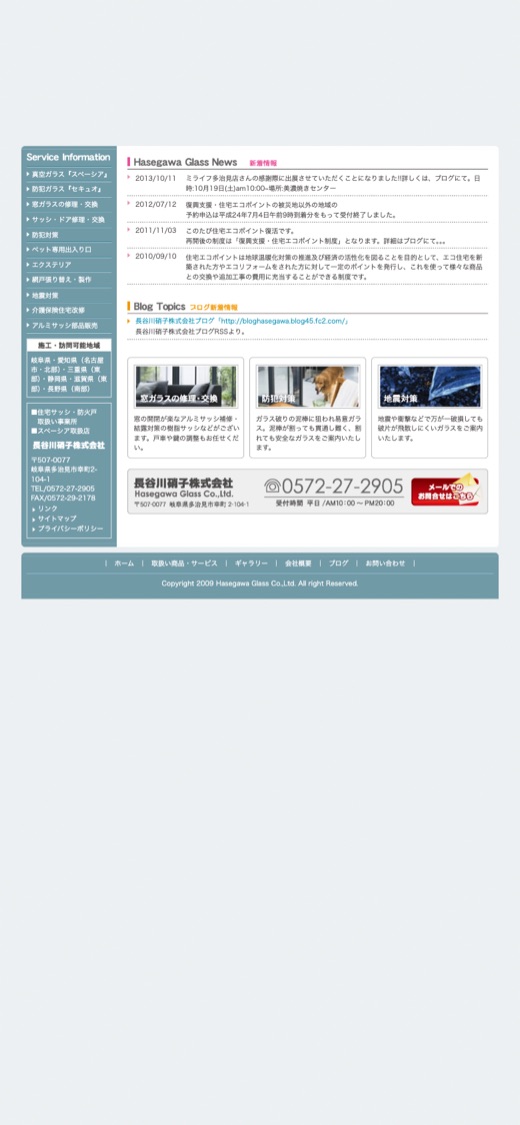 Service Information
真空ガラス『スペーシア』
防犯ガラス『セキュオ』
窓ガラスの修理・交換
サッシ・ドア修理・交換
防犯対策
ペット専用出入り口
エクステリア
網戸張り替え・製作
地震対策
介護保険住宅改修
アルミサッシ部品販売
施工・訪問可能地域
岐阜県・愛知県（名古屋
市・北部）・三重県（東
部）・静岡県・滋賀県（東
部）・長野県（南部）
■住宅サッシ・防火戸
取扱い事業所
■スペーシア取扱店
長谷川硝子株式会社
〒507-0077
岐阜県多治見市幸町2-
104-1
TEL/0572-27-2905
FAX/0572-29-2178
リンク
サイトマップ
プライバシーポリシー
Hasegawa Glass News 新着情報
2013/10/11 ミライフ多治見店さんの感謝際に出展させていただくことになりました!!詳しくは、ブログにて。日
時:10月19日(土)am10:00~場所:美濃焼きセンター
2012/07/12 復興支援・住宅エコポイントの被災地以外の地域の
予約申込は平成24年7月4日午前9時到着分をもって受付終了しました。
2011/11/03 このたび住宅エコポイント復活です。
再開後の制度は「復興支援・住宅エコポイント制度」となります。詳細はブログにて。。。
2010/09/10 住宅エコポイントは地球温暖化対策の推進及び経済の活性化を図ることを目的として、エコ住宅を新
築された方やエコリフォームをされた方に対して一定のポイントを発行し、これを使って様々な商品
との交換や追加工事の費用に充当することができる制度です。
Blog Topics ブログ新着情報
長谷川硝子株式会社ブログ「http://bloghasegawa.blog45.fc2.com/」
長谷川硝子株式会社ブログRSSより。
窓ガラスの修理・交換
窓の開閉が楽なアルミサッシ補修・
結露対策の樹脂サッシなどがござい
ます。戸車や鍵の調整もお任せくだ
い。
防犯対策
ガラス破りの泥棒に狙われ易意ガラ
ス。泥棒が割っても貫通し難く、割
れても安全なガラスをご案内いたし
ます。
地震対策
地震や衝撃などで万が一破損しても
破片が飛散しにくいガラスをご案内
いたします。
長谷川硝子株式会社
Hasegawa Glass Co.,Ltd.
〒507-0077 岐阜県多治見市幸町 2-104-1
0572-27-2905
受付時間 平日 /AM10:00 ～ PM20:00
メールでの
お問合せはこちら
| ホーム | 取扱い商品・サービス | ギャラリー | 会社概要 | ブログ | お問い合わせ |
Copyright 2009 Hasegawa Glass Co.,Ltd. All right Reserved.